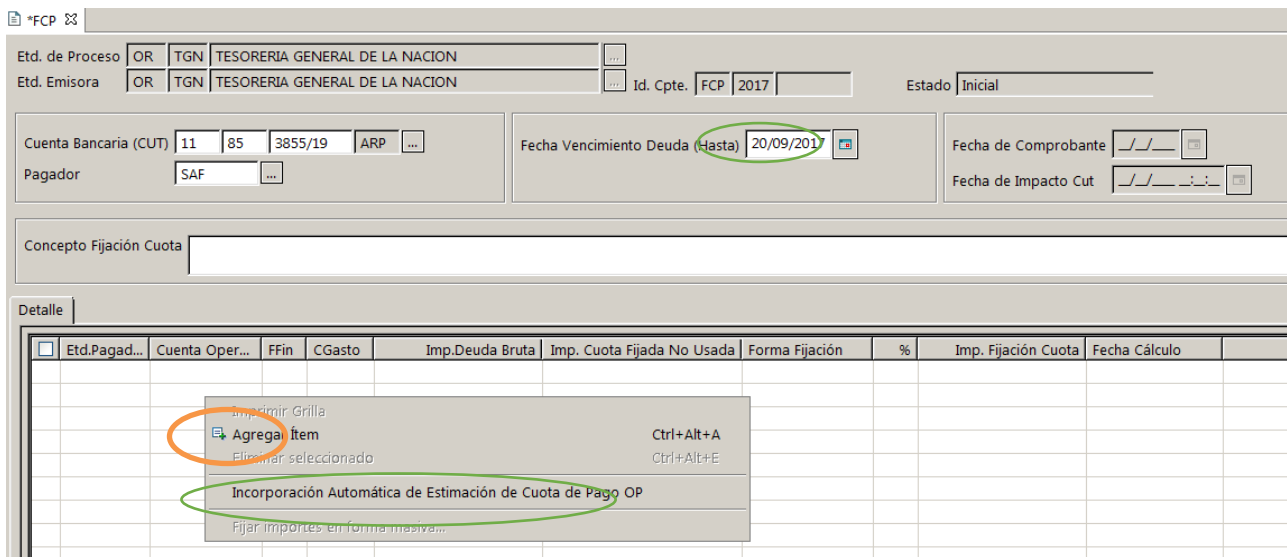 *FCP
Etd. de Proceso OR TGN TESORERIA GENERAL DE LA NACION ...
Etd. Emisora OR TGN TESORERIA GENERAL DE LA NACION ... Id. Cpte. FCP 2017 Estado Inicial
Cuenta Bancaria (CUT) 11 85 3855/19 ARP ... Fecha Vencimiento Deuda (Hasta) 20/09/2017 Fecha de Comprobante _/_/___
Pagador SAF ... Fecha de Impacto Cut _/_/___ _:_:_
Concepto Fijación Cuota
Detalle
Etd.Pagad... Cuenta Oper... FFin CGasto Imp.Deuda Bruta Imp. Cuota Fijada No Usada Forma Fijación % Imp. Fijación Cuota Fecha Cálculo
Imprimir Grilla
Agregar Ítem Ctrl+Alt+A
Eliminar seleccionado Ctrl+Alt+E
Incorporación Automática de Estimación de Cuota de Pago OP
Fijar importes en forma masiva...